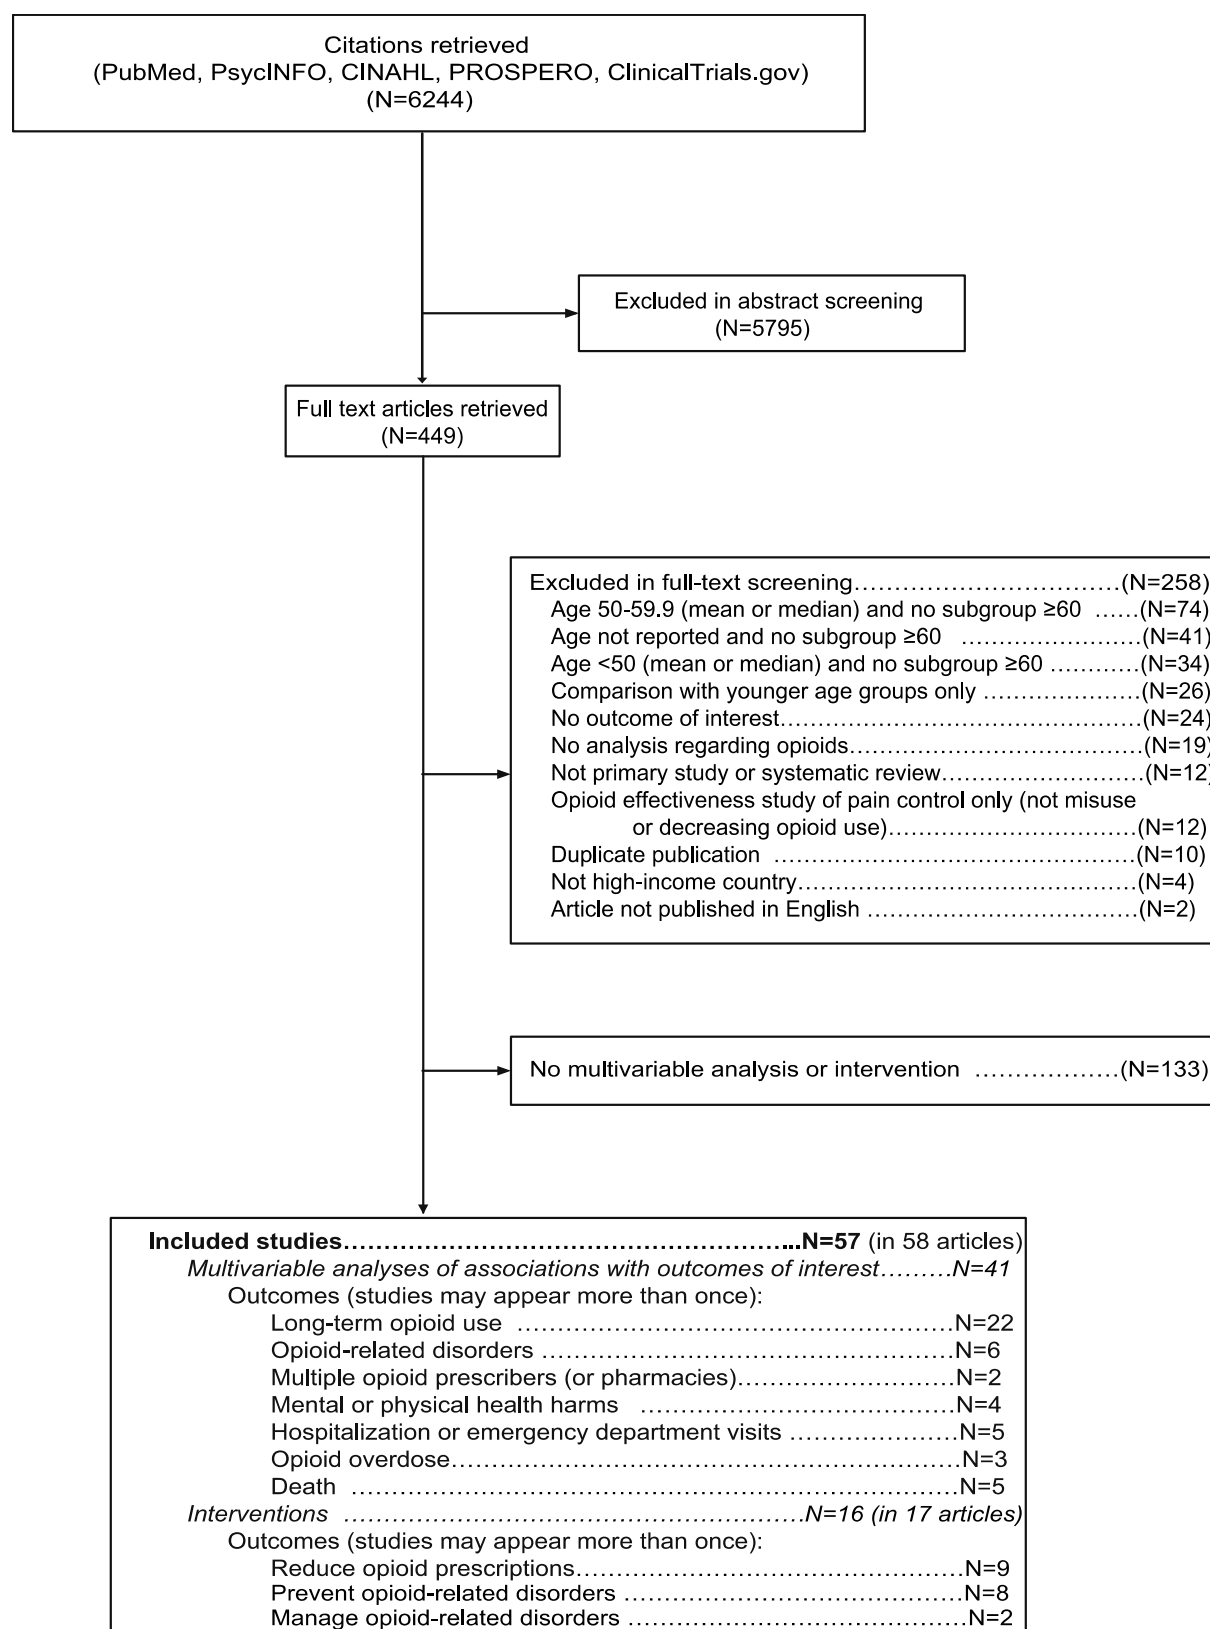 Citations retrieved
(PubMed, PsycINFO, CINAHL, PROSPERO, ClinicalTrials.gov)
(N=6244)
Excluded in abstract screening
(N=5795)
Full text articles retrieved
(N=449)
Excluded in full-text screening.................................(N=258)
Age 50-59.9 (mean or median) and no subgroup ≥60 ......(N=74)
Age not reported and no subgroup ≥60 ......................(N=41)
Age <50 (mean or median) and no subgroup ≥60 ............(N=34)
Comparison with younger age groups only ....................(N=26)
No outcome of interest.............................................(N=24)
No analysis regarding opioids....................................(N=19)
Not primary study or systematic review.........................(N=12)
Opioid effectiveness study of pain control only (not misuse
or decreasing opioid use)...............................(N=12)
Duplicate publication .............................................(N=10)
Not high-income country..........................................(N=4)
Article not published in English ..................................(N=2)
No multivariable analysis or intervention ..................(N=133)
Included studies.........................................................N=57 (in 58 articles)
Multivariable analyses of associations with outcomes of interest.........N=41
Outcomes (studies may appear more than once):
Long-term opioid use .....................................................N=22
Opioid-related disorders ..................................................N=6
Multiple opioid prescribers (or pharmacies)...........................N=2
Mental or physical health harms .......................................N=4
Hospitalization or emergency department visits .....................N=5
Opioid overdose.............................................................N=3
Death ..........................................................................N=5
Interventions ..........................................................N=16 (in 17 articles)
Outcomes (studies may appear more than once):
Reduce opioid prescriptions..............................................N=9
Prevent opioid-related disorders ........................................N=8
Manage opioid-related disorders ........................................N=2